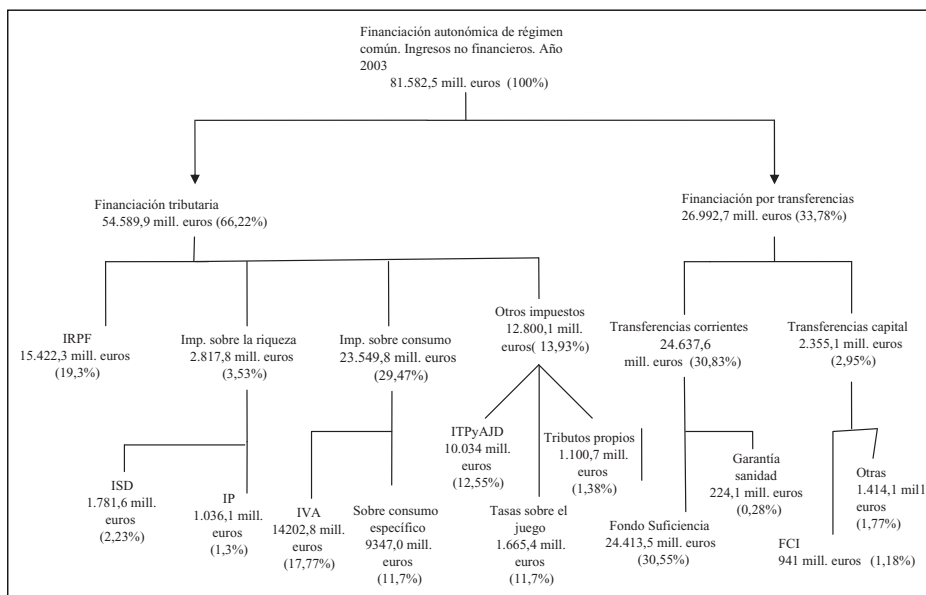 Financiación autonómica de régimen
común. Ingresos no financieros. Año
2003
81.582,5 mill. euros (100%)
Financiación tributaria
54.589,9 mill. euros (66,22%)
Financiación por transferencias
26.992,7 mill. euros (33,78%)
IRPF
15.422,3 mill. euros
(19,3%)
Imp. sobre la riqueza
2.817,8 mill. euros
(3,53%)
Imp. sobre consumo
23.549,8 mill. euros
(29,47%)
Otros impuestos
12.800,1 mill.
euros( 13,93%)
Transferencias corrientes
24.637,6
mill. euros (30,83%)
Transferencias capital
2.355,1 mill. euros
(2,95%)
ISD
1.781,6 mill.
euros
(2,23%)
IP
1.036,1 mill.
euros
(1,3%)
IVA
14202,8 mill.
euros
(17,77%)
Sobre consumo
específico
9347,0 mill.
euros
(11,7%)
ITPyAJD
10.034 mill.
euros
(12,55%)
Tasas sobre el
juego
1.665,4 mill.
euros
(11,7%)
Tributos propios
1.100,7 mill.
euros
(1,38%)
Fondo Suficiencia
24.413,5 mill. euros
(30,55%)
Garantía
sanidad
224,1 mill. euros
(0,28%)
FCI
941 mill. euros (1,18%)
Otras
1.414,1 mill
euros
(1,77%)